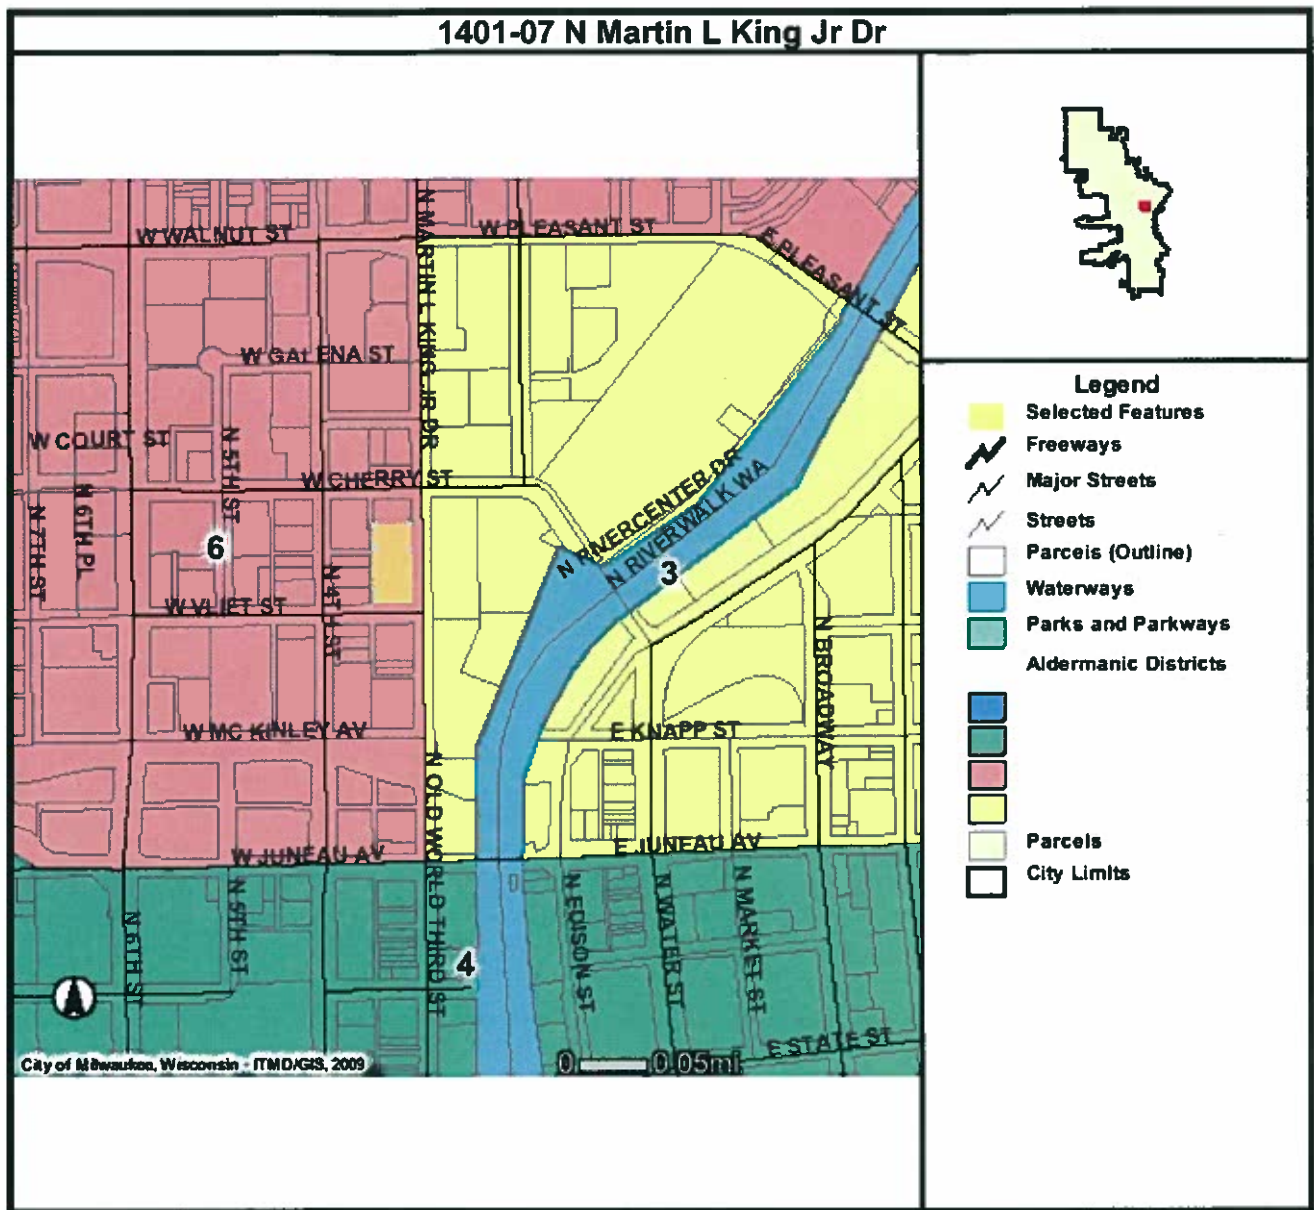 1401-07 N Martin L King Jr Dr
W WALNUT ST
N MARTIN L KING JR DR
W PLEASANT ST
E PLEASANT ST
W GALENA ST
W COURT ST
N 5TH ST
W CHERRY ST
N 7TH ST
N 6TH PL
6
N 4TH ST
W VLIET ST
N RIVERCENTER DR
N RIVERWALK WA
3
N BROADWAY
W MC KINLEY AV
E KNAPP ST
N OLD WORLD THIRD ST
W JUNEAU AV
E JUNEAU AV
N 6TH ST
N 5TH ST
4
N EDISON ST
N WATER ST
N MARKET ST
E STATE ST
City of Milwaukee, Wisconsin - ITMD/GIS, 2009
0 0.05mi
Legend
Selected Features
Freeways
Major Streets
Streets
Parcels (Outline)
Waterways
Parks and Parkways
Aldermanic Districts
Parcels
City Limits